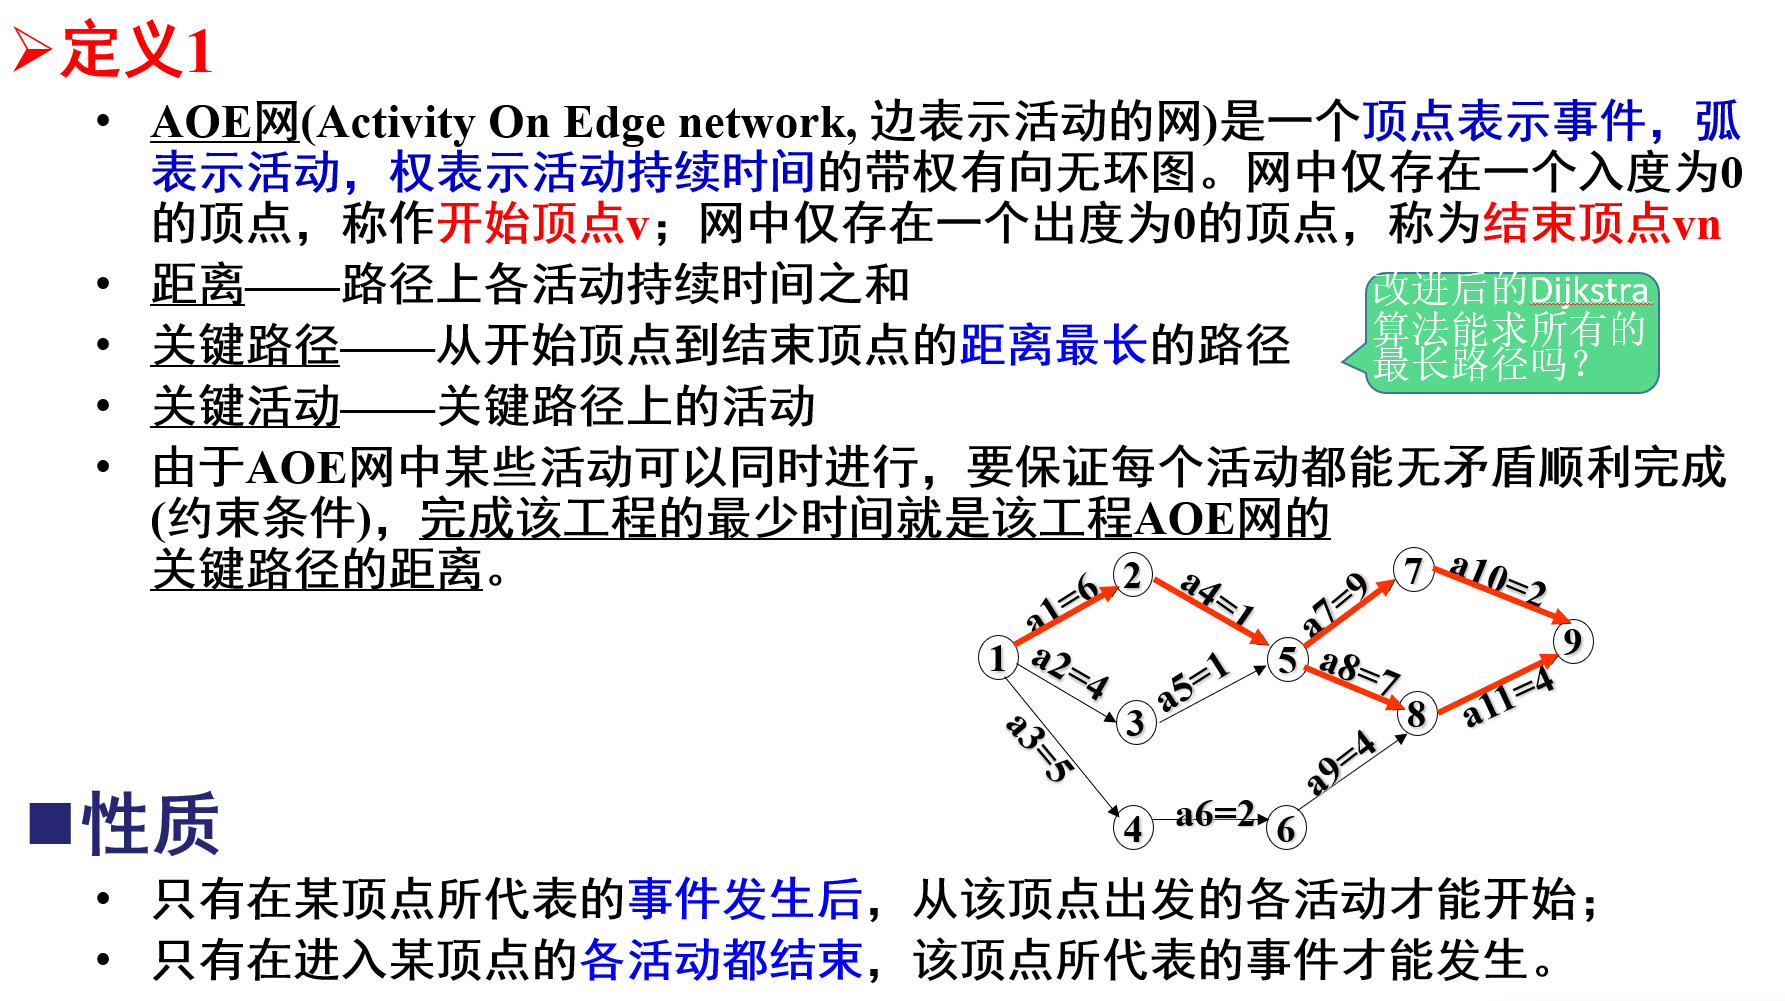 定义1
AOE网(Activity On Edge network, 边表示活动的网)是一个顶点表示事件，弧
表示活动，权表示活动持续时间的带权有向无环图。网中仅存在一个入度为0
的顶点，称作开始顶点v；网中仅存在一个出度为0的顶点，称为结束顶点vn
距离——路径上各活动持续时间之和
改进后的Dijkstra
算法能求所有的
最长路径吗?
关键路径——从开始顶点到结束顶点的距离最长的路径
关键活动——关键路径上的活动
由于AOE网中某些活动可以同时进行，要保证每个活动都能无矛盾顺利完成
(约束条件)，完成该工程的最少时间就是该工程AOE网的
关键路径的距离。
1
2
3
4
5
6
7
8
9
a1=6
a2=4
a3=5
a4=1
a5=1
a6=2
a7=9
a8=7
a9=4
a10=2
a11=4
性质
只有在某顶点所代表的事件发生后，从该顶点出发的各活动才能开始；
只有在进入某顶点的各活动都结束，该顶点所代表的事件才能发生。